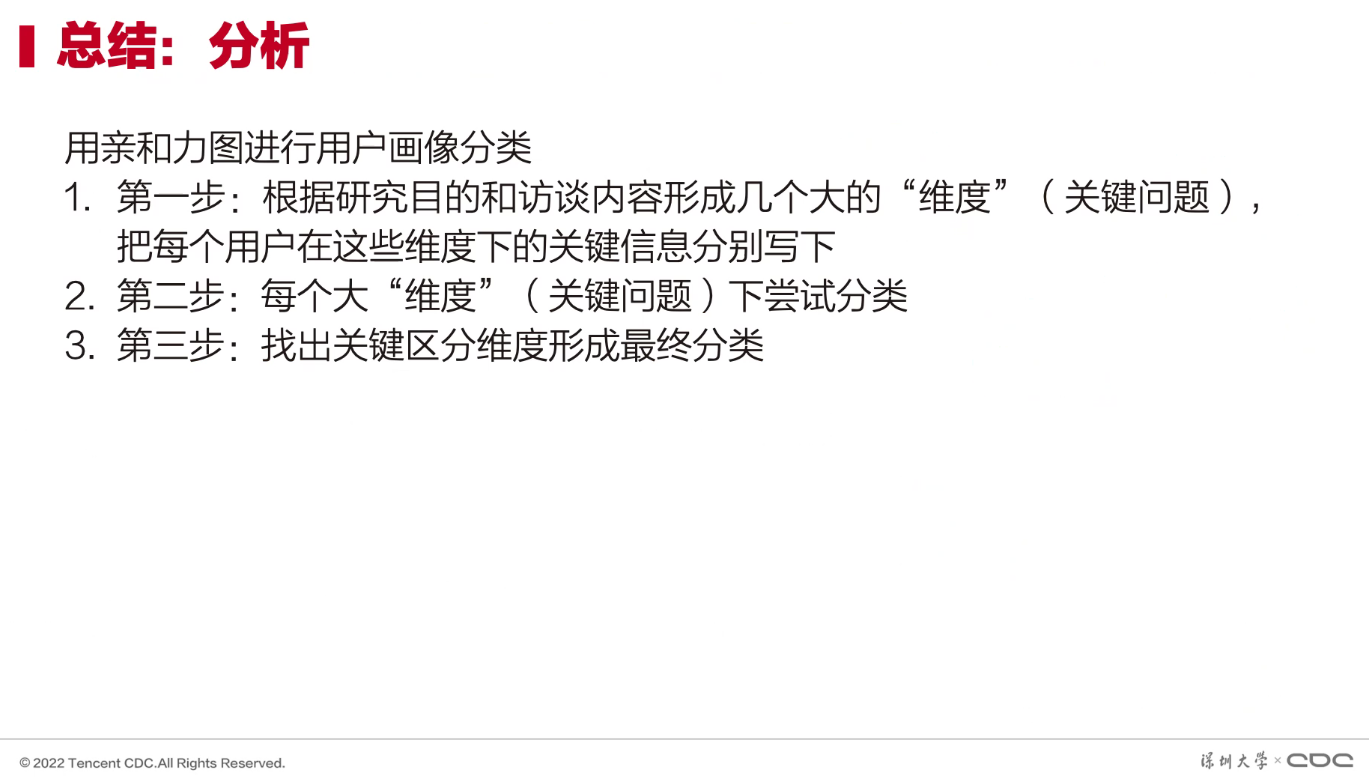 总结：分析
用亲和力图进行用户画像分类
1. 第一步：根据研究目的和访谈内容形成几个大的“维度”（关键问题），
把每个用户在这些维度下的关键信息分别写下
2. 第二步：每个大“维度”（关键问题）下尝试分类
3. 第三步：找出关键区分维度形成最终分类
© 2022 Tencent CDC.All Rights Reserved.
深圳大学 × CDC